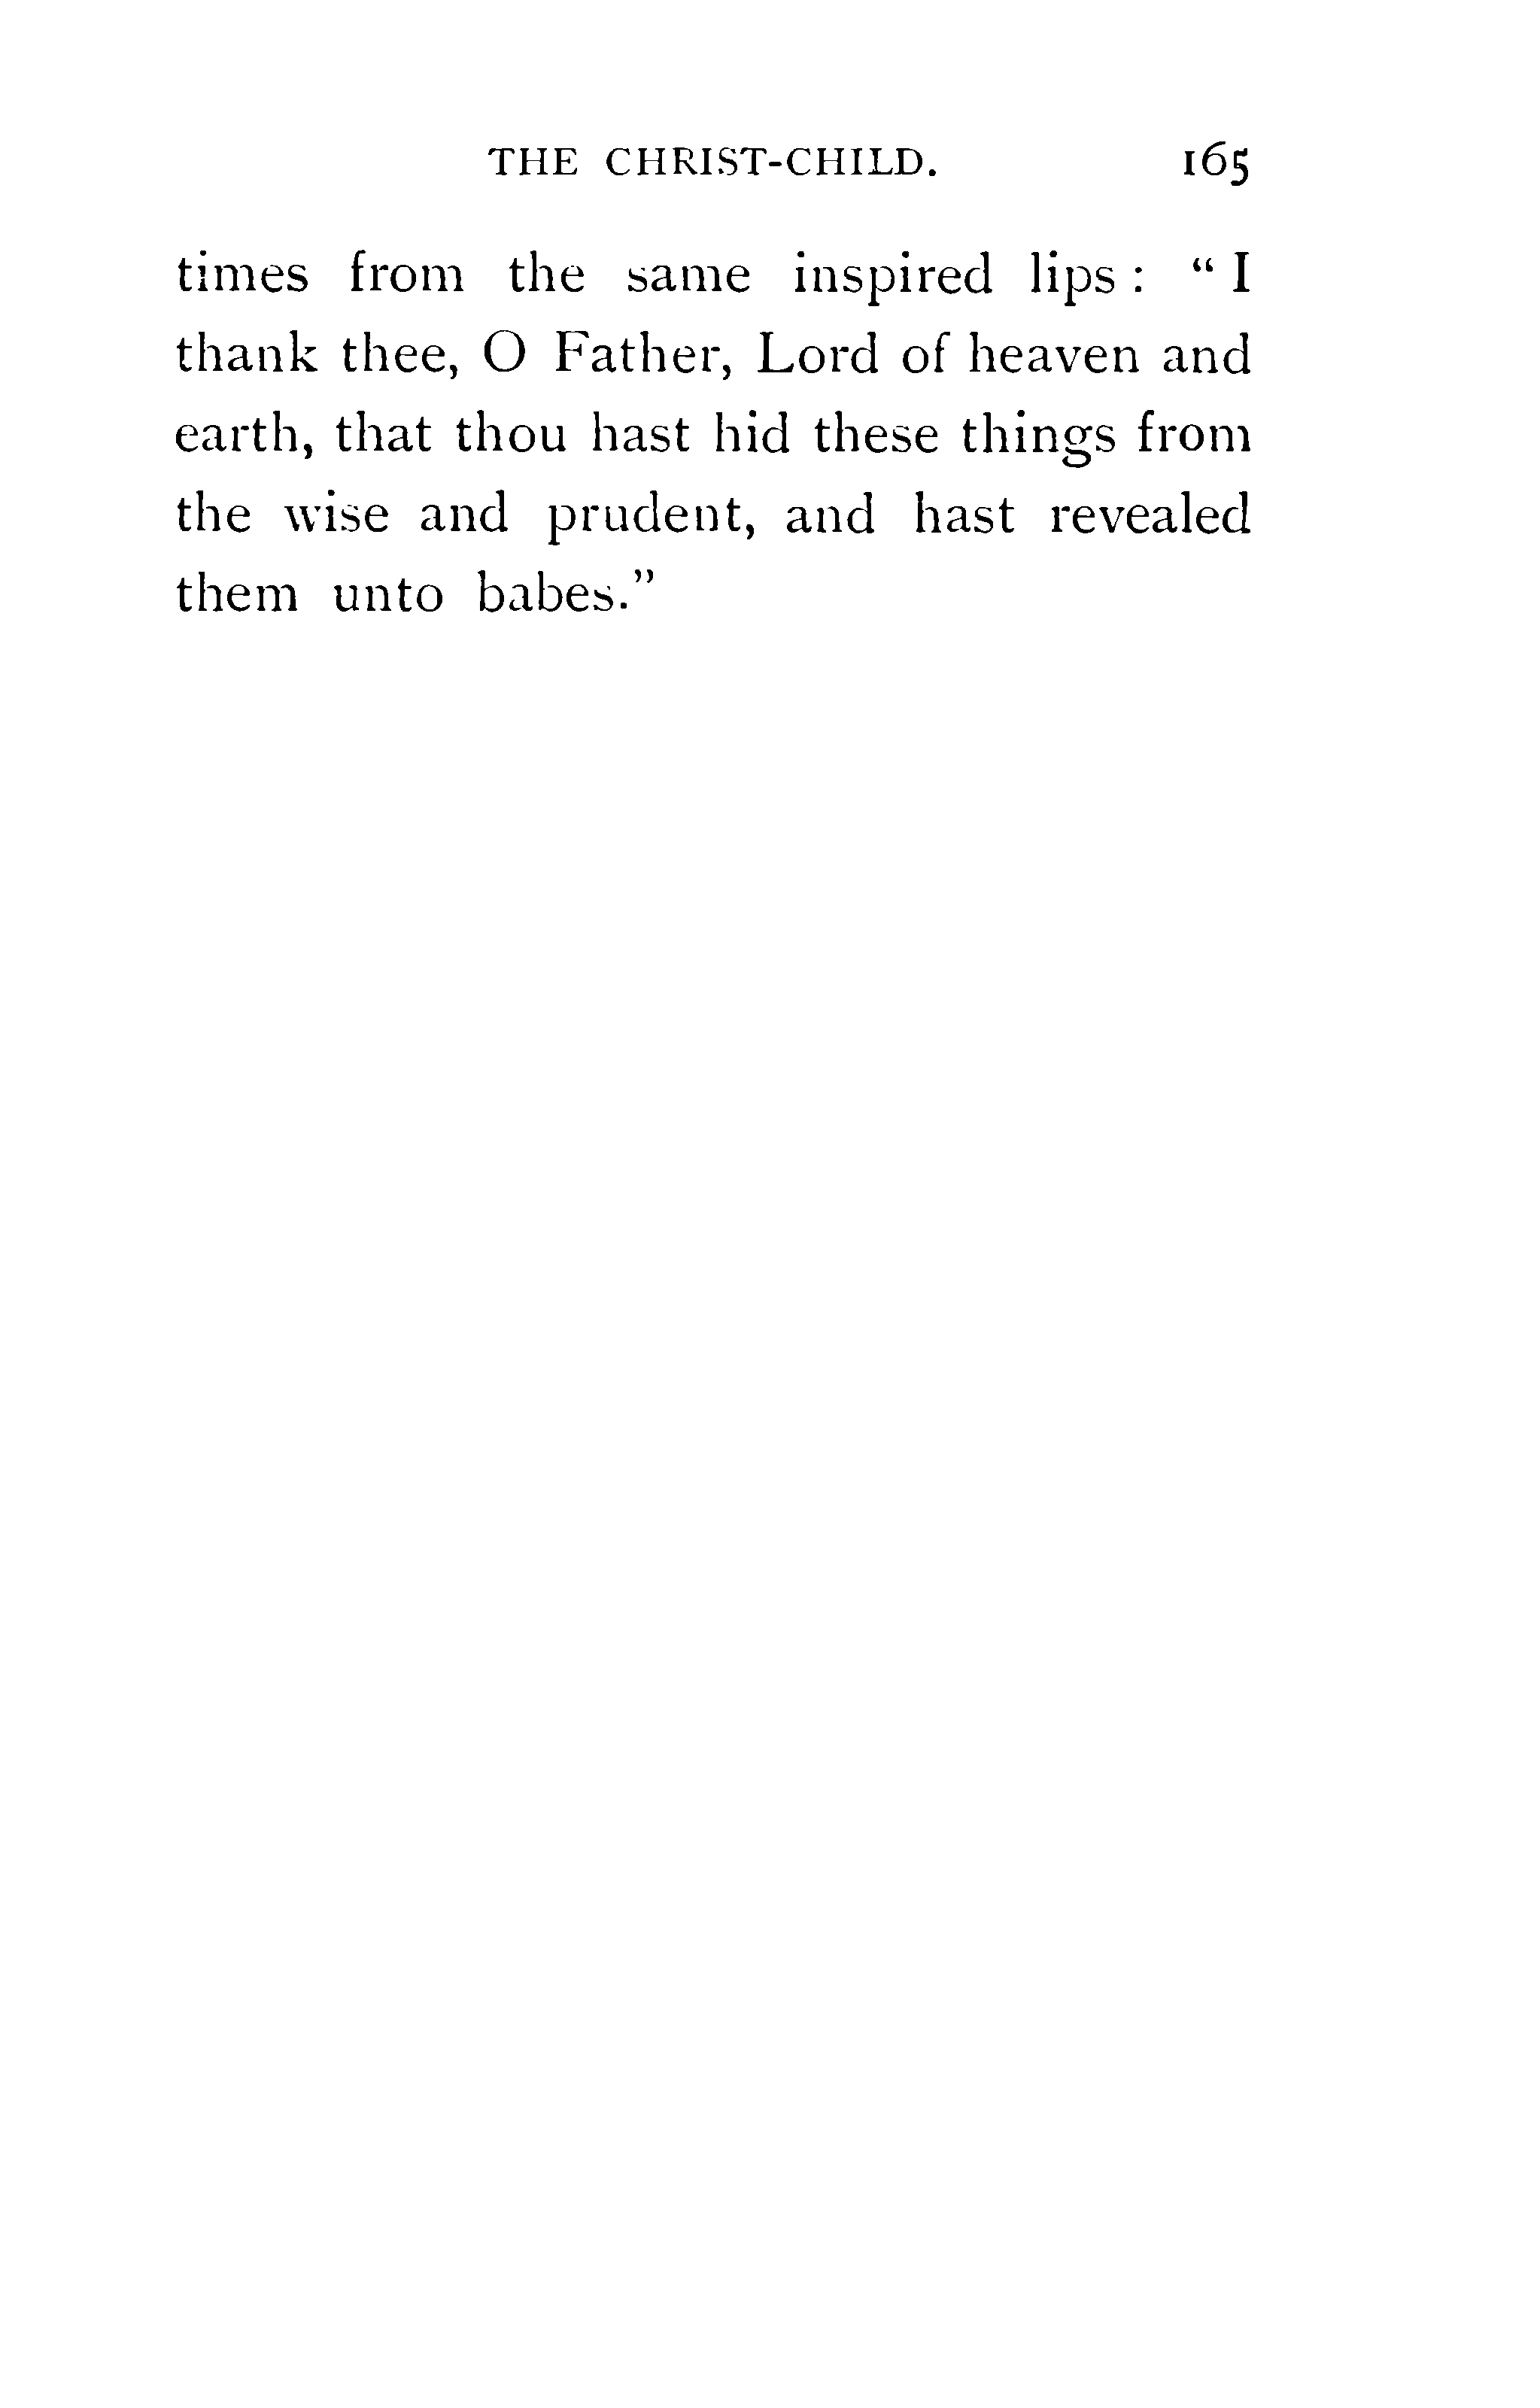 THE CHRIST-CHILD. 165
times from the same inspired lips: "I
thank thee, O Father, Lord of heaven and
earth, that thou hast hid these things from
the wise and prudent, and hast revealed
them unto babes."